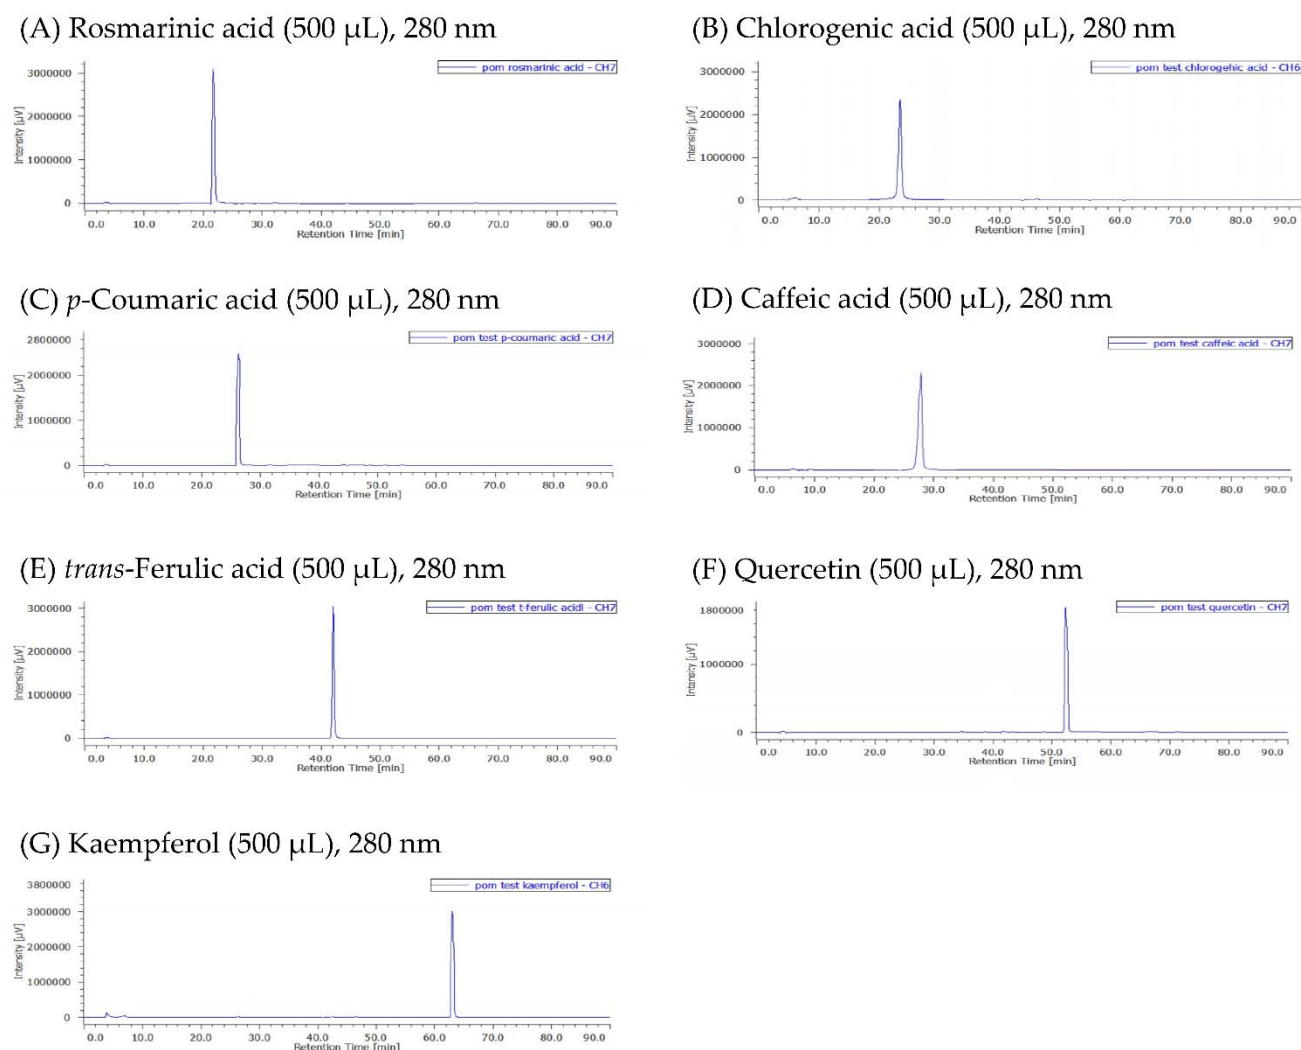 (A) Rosmarinic acid (500 µL), 280 nm
pom rosmarinic acid - CH7
Intensity [µV]
3000000
2000000
1000000
0
0.0 10.0 20.0 30.0 40.0 50.0 60.0 70.0 80.0 90.0
Retention Time [min]
(B) Chlorogenic acid (500 µL), 280 nm
pom test chlorogehic acid - CH6
Intensity [µV]
3000000
2000000
1000000
0
0.0 10.0 20.0 30.0 40.0 50.0 60.0 70.0 80.0 90.0
Retention Time [min]
(C) p-Coumaric acid (500 µL), 280 nm
pom test p-coumaric acid - CH7
Intensity [µV]
2800000
2000000
1000000
0
0.0 10.0 20.0 30.0 40.0 50.0 60.0 70.0 80.0 90.0
Retention Time [min]
(D) Caffeic acid (500 µL), 280 nm
pom test caffeic acid - CH7
Intensity [µV]
3000000
2000000
1000000
0
0.0 10.0 20.0 30.0 40.0 50.0 60.0 70.0 80.0 90.0
Retention Time [min]
(E) trans-Ferulic acid (500 µL), 280 nm
pom test t-ferulic acidl - CH7
Intensity [µV]
3000000
2000000
1000000
0
0.0 10.0 20.0 30.0 40.0 50.0 60.0 70.0 80.0 90.0
Retention Time [min]
(F) Quercetin (500 µL), 280 nm
pom test quercetin - CH7
Intensity [µV]
1800000
1000000
0
0.0 10.0 20.0 30.0 40.0 50.0 60.0 70.0 80.0 90.0
Retention Time [min]
(G) Kaempferol (500 µL), 280 nm
pom test kaempferol - CH6
Intensity [µV]
3800000
3000000
2000000
1000000
0
0.0 10.0 20.0 30.0 40.0 50.0 60.0 70.0 80.0 90.0
Retention Time [min]